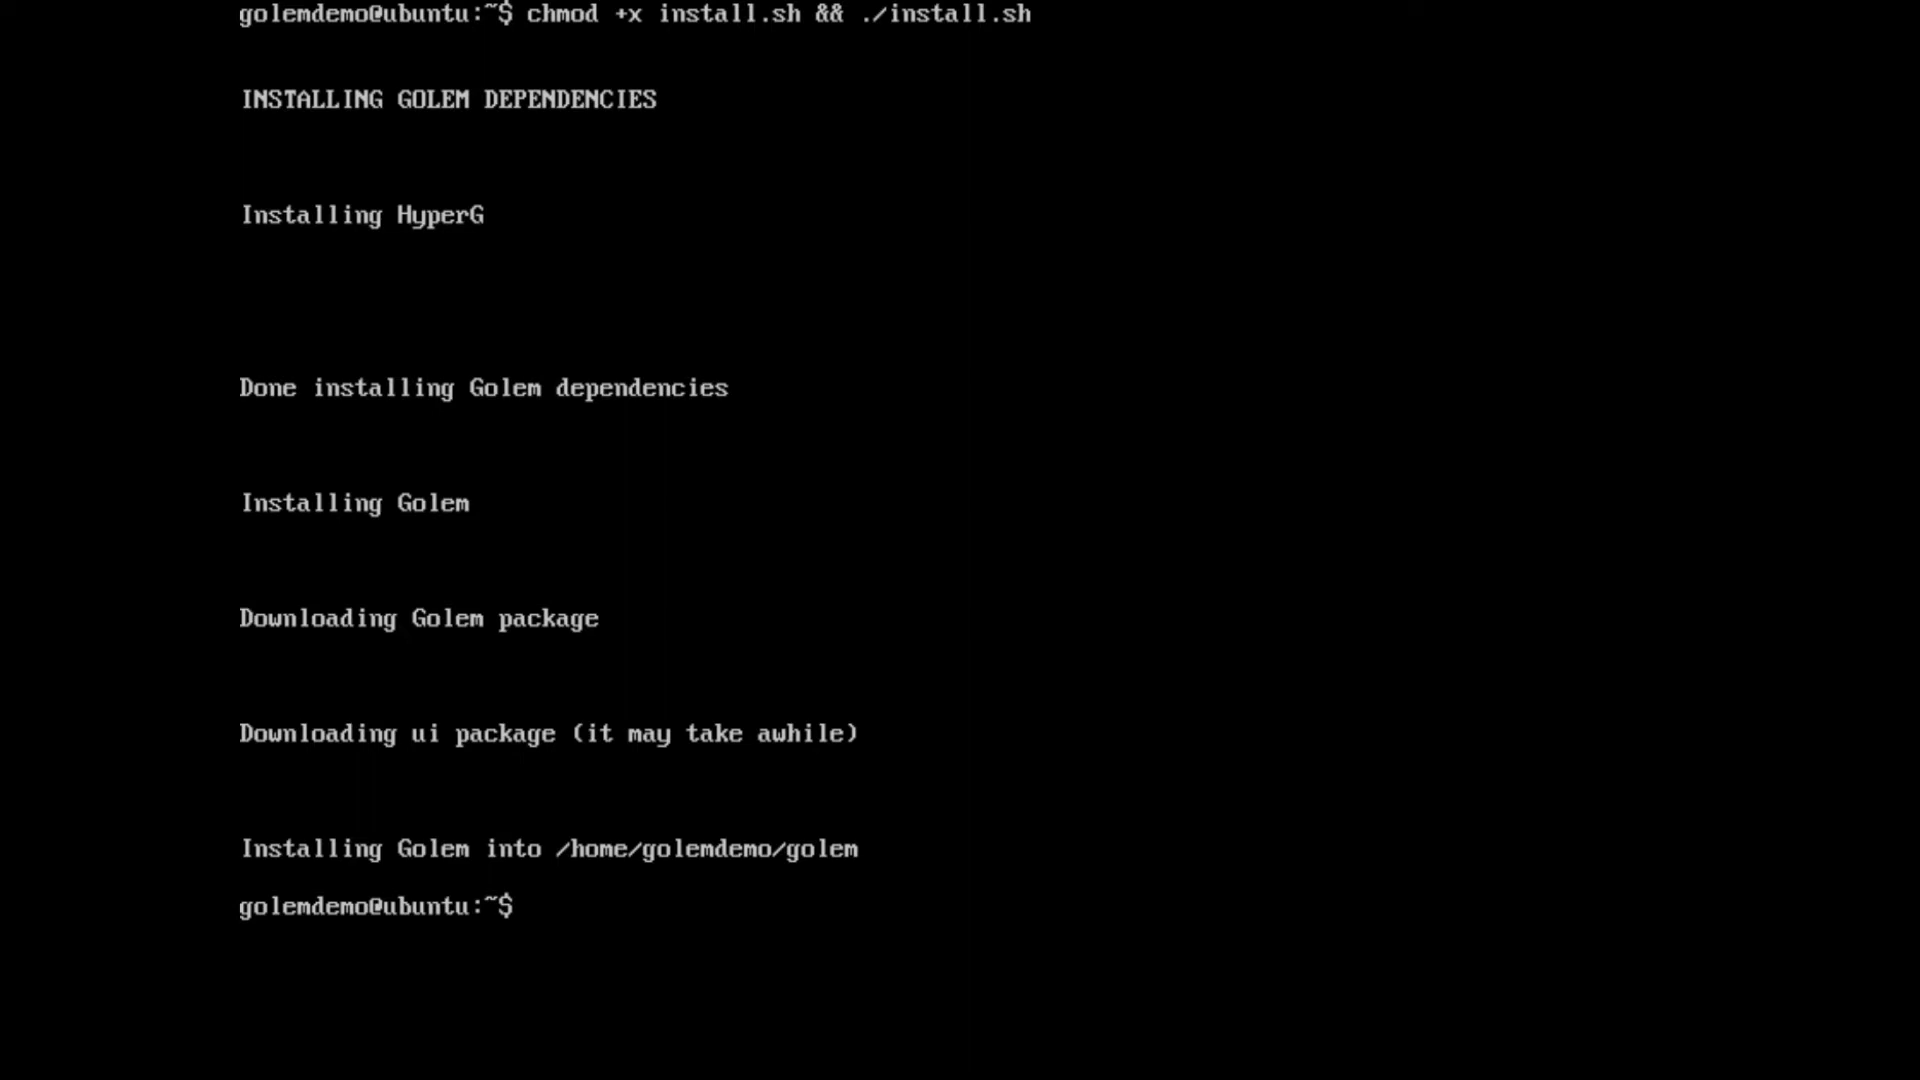 golemdemo@ubuntu:~$ chmod +x install.sh && ./install.sh
INSTALLING GOLEM DEPENDENCIES
Installing HyperG
Done installing Golem dependencies
Installing Golem
Downloading Golem package
Downloading ui package (it may take awhile)
Installing Golem into /home/golemdemo/golem
golemdemo@ubuntu:~$